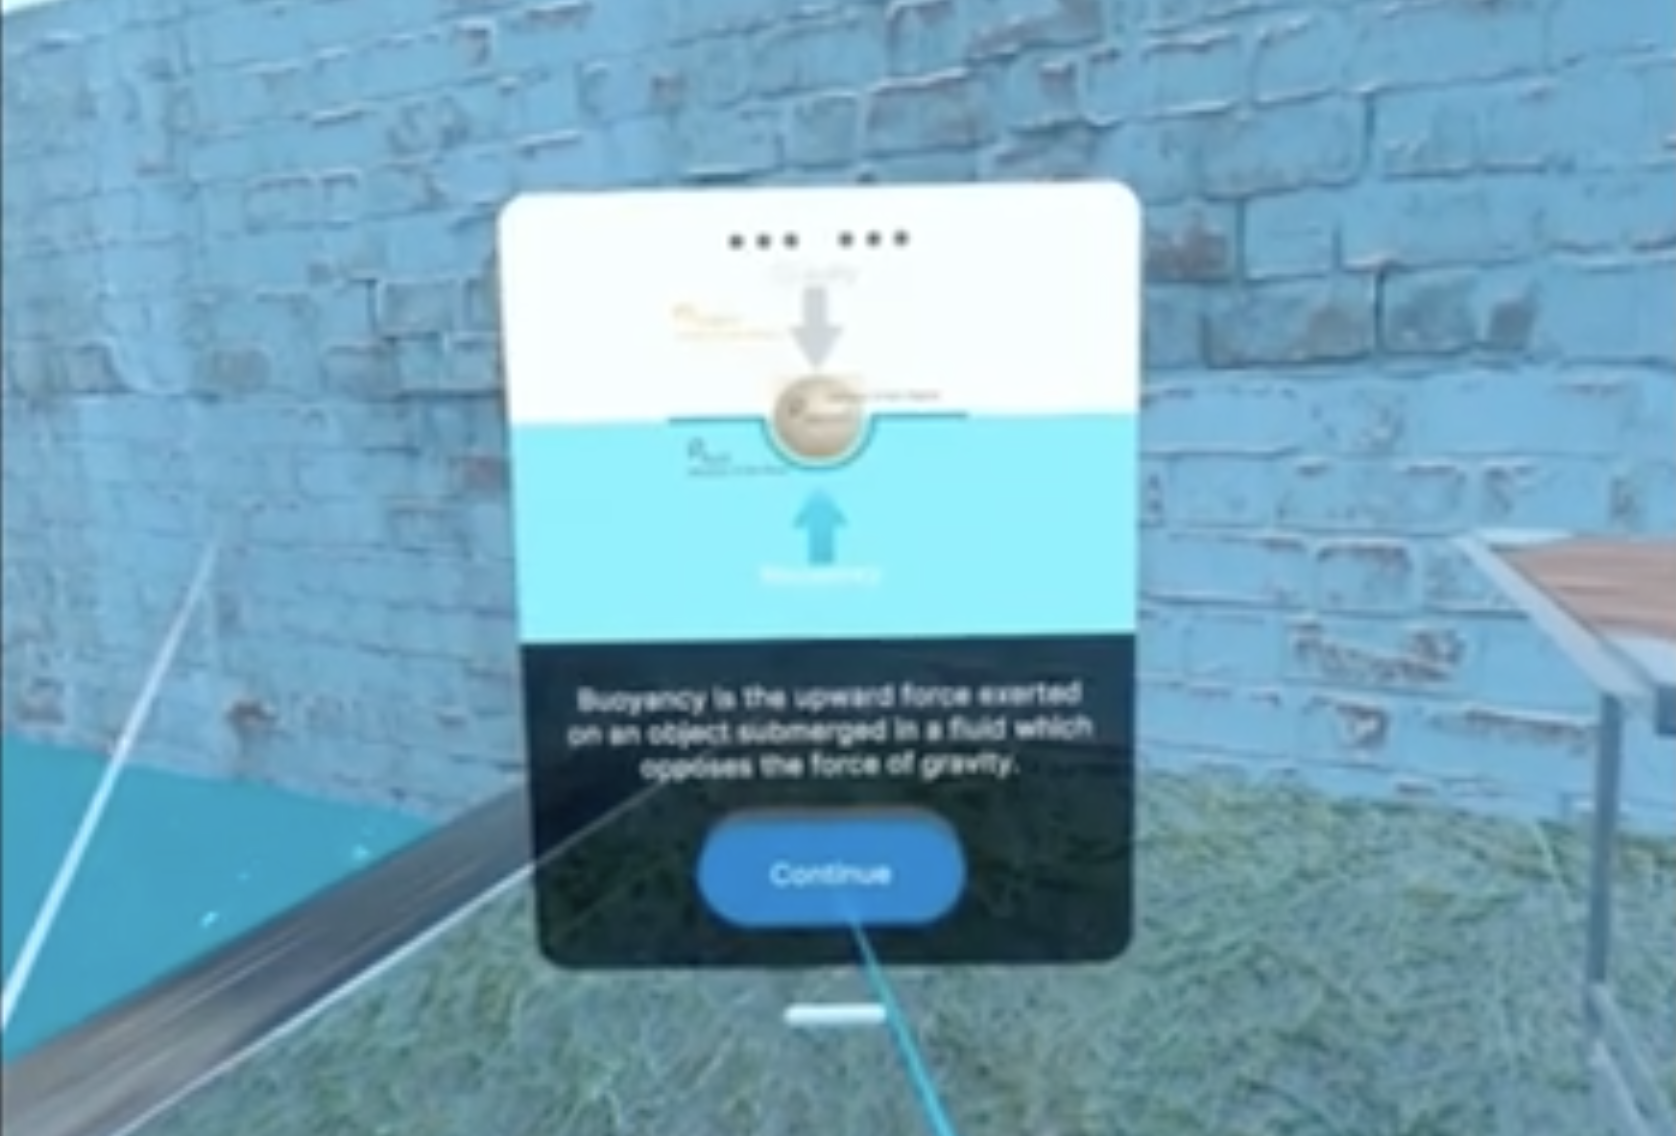 Gravity
Buoyancy is the upward force exerted
on an object submerged in a fluid which
opposes the force of gravity.
Continue